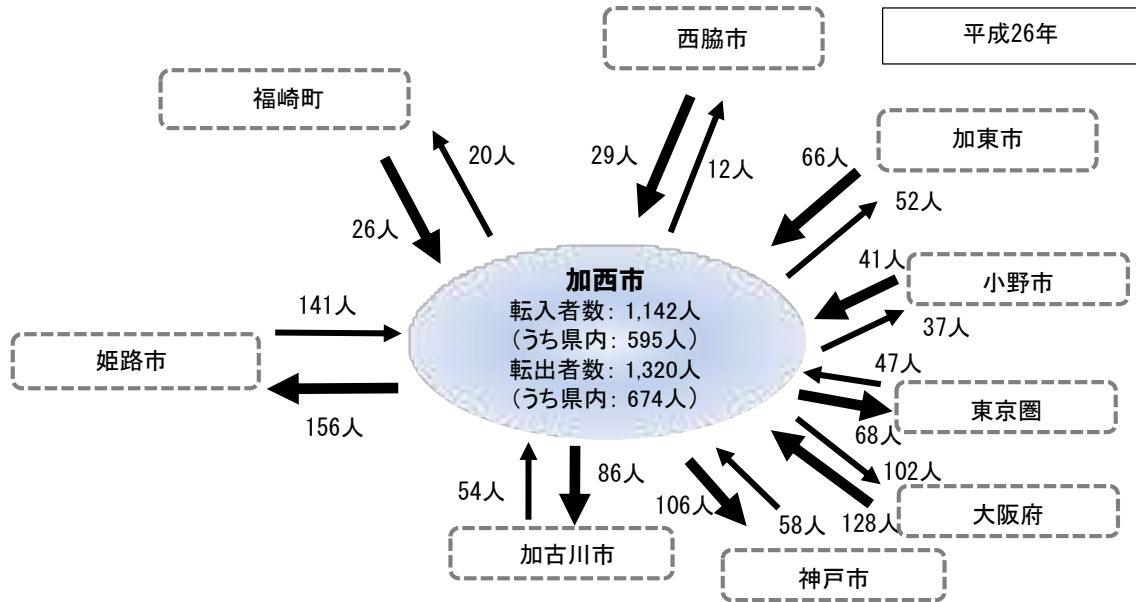 平成26年
西脇市
福崎町
加東市
20人
29人
12人
66人
52人
26人
41人
小野市
37人
加西市
転入者数： 1,142人
（うち県内： 595人）
転出者数： 1,320人
（うち県内： 674人）
141人
姫路市
156人
47人
東京圏
68人
102人
大阪府
128人
54人
86人
106人
58人
加古川市
神戸市